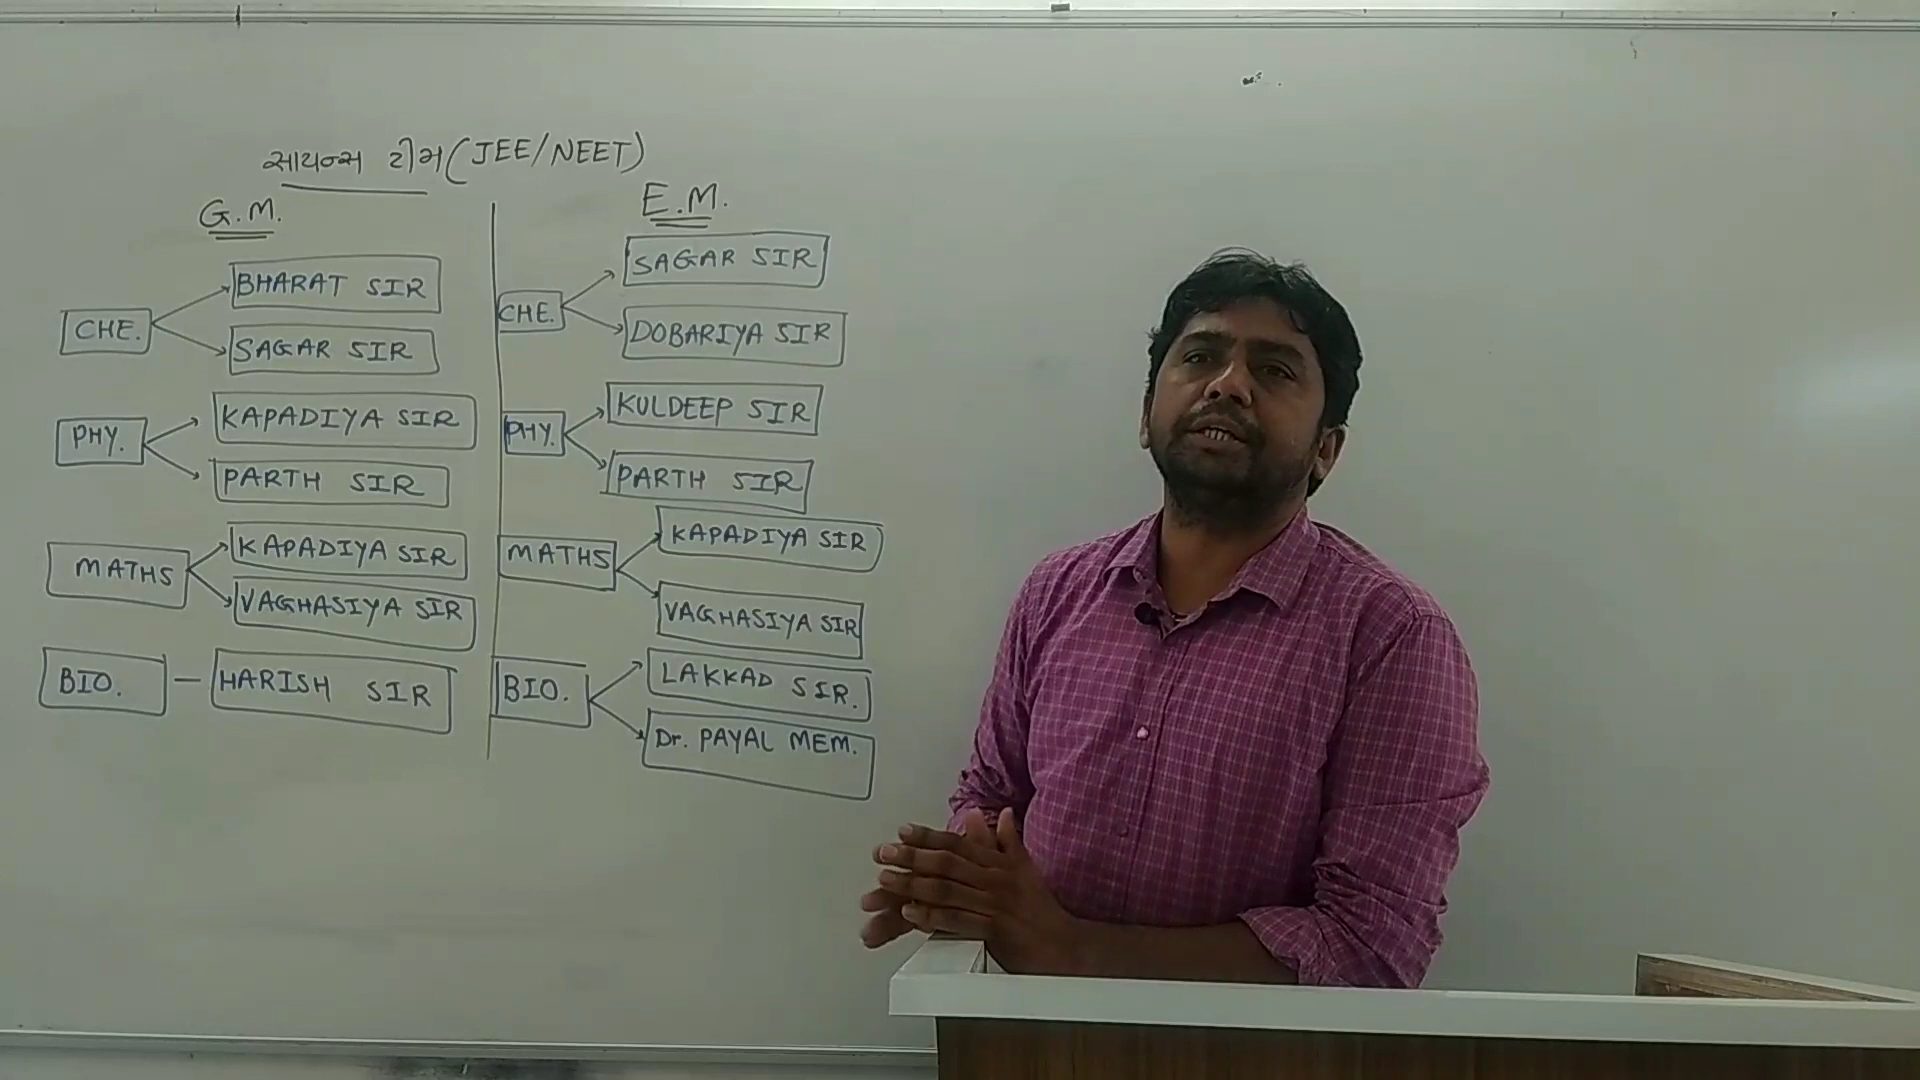 સાયન્સ ટીમ (JEE/NEET)
G.M.
CHE.
BHARAT SIR
SAGAR SIR
PHY.
KAPADIYA SIR
PARTH SIR
MATHS
KAPADIYA SIR
VAGHASIYA SIR
BIO. — HARISH SIR
E.M.
CHE.
SAGAR SIR
DOBARIYA SIR
PHY.
KULDEEP SIR
PARTH SIR
MATHS
KAPADIYA SIR
VAGHASIYA SIR
BIO.
LAKKAD SIR.
Dr. PAYAL MEM.